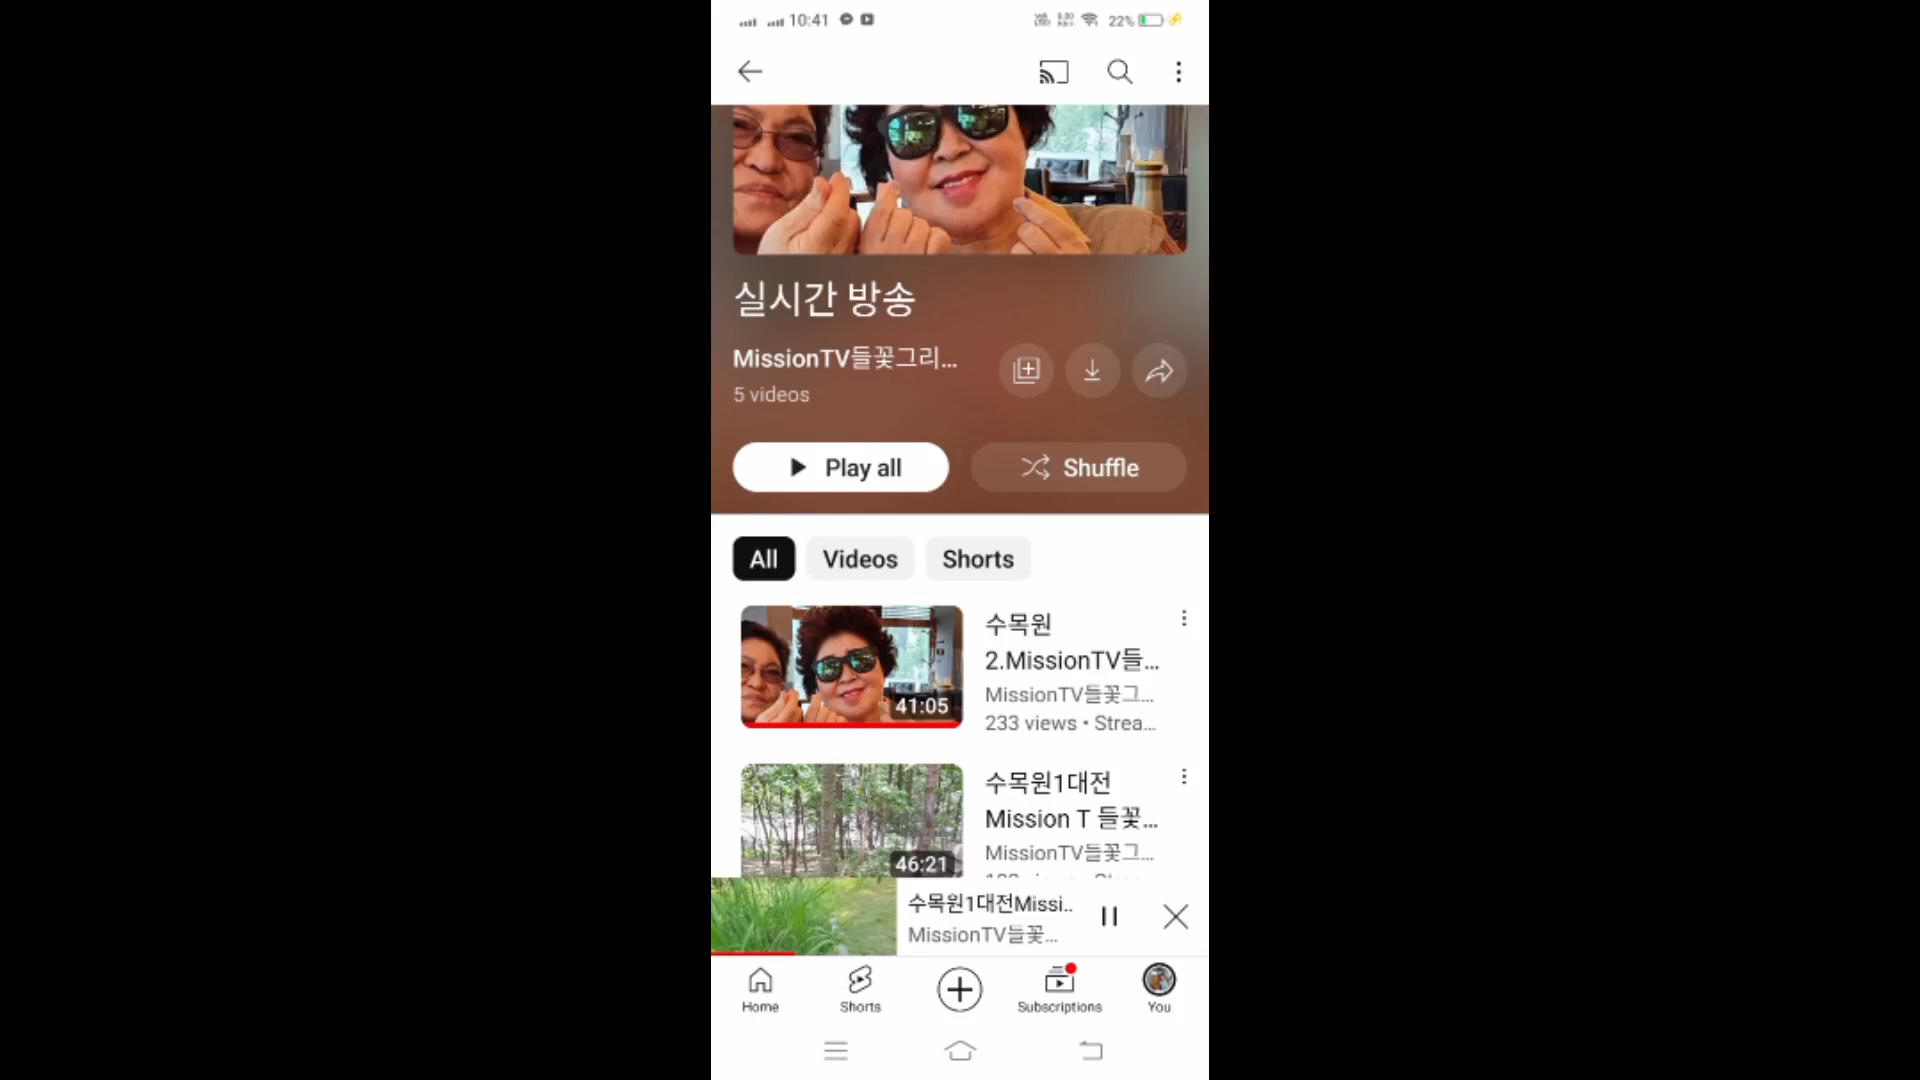 10:41
22%
실시간 방송
MissionTV들꽃그리...
5 videos
Play all
Shuffle
All
Videos
Shorts
수목원
2.MissionTV들...
MissionTV들꽃그...
233 views • Strea...
41:05
수목원1대전
Mission T 들꽃...
MissionTV들꽃그...
46:21
수목원1대전Missi..
MissionTV들꽃...
Home
Shorts
Subscriptions
You